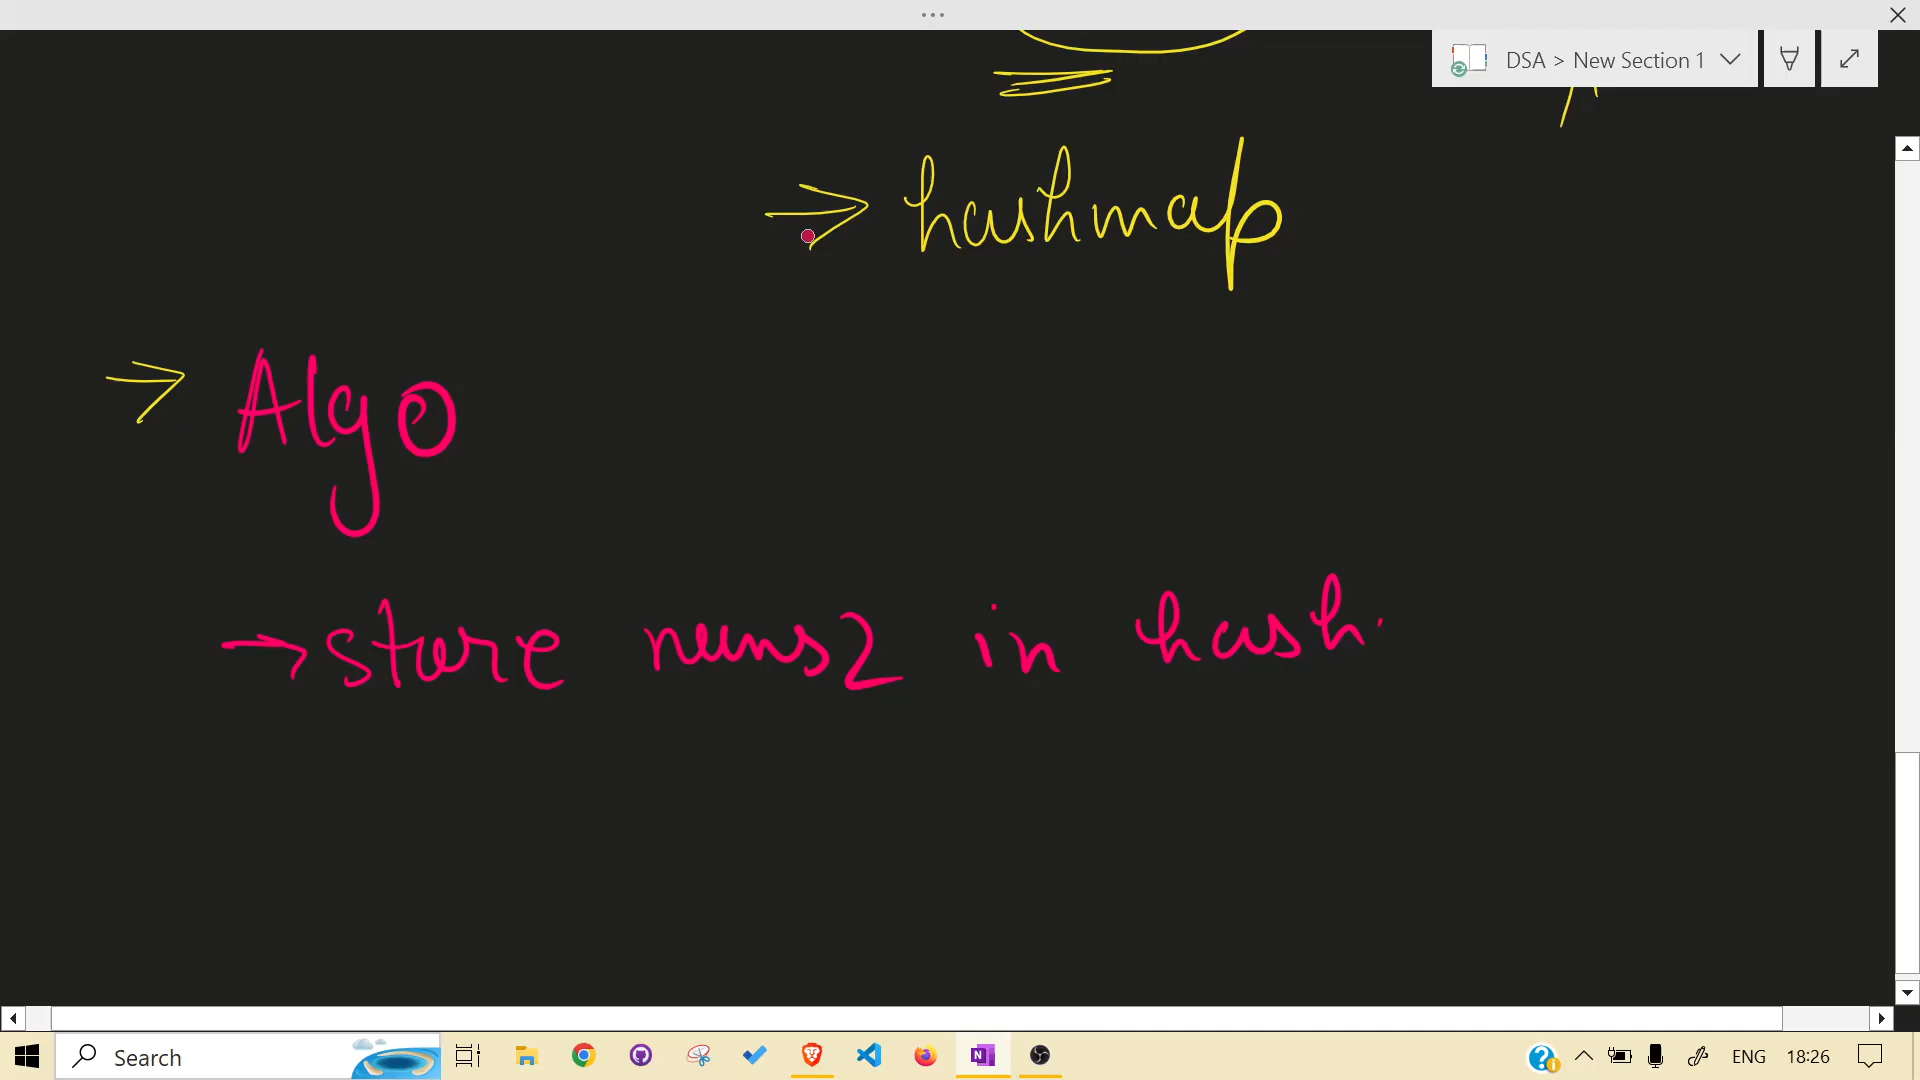 DSA > New Section 1
→ hashmap
→ Algo
→ store nums2 in hash.
Search
ENG 18:26